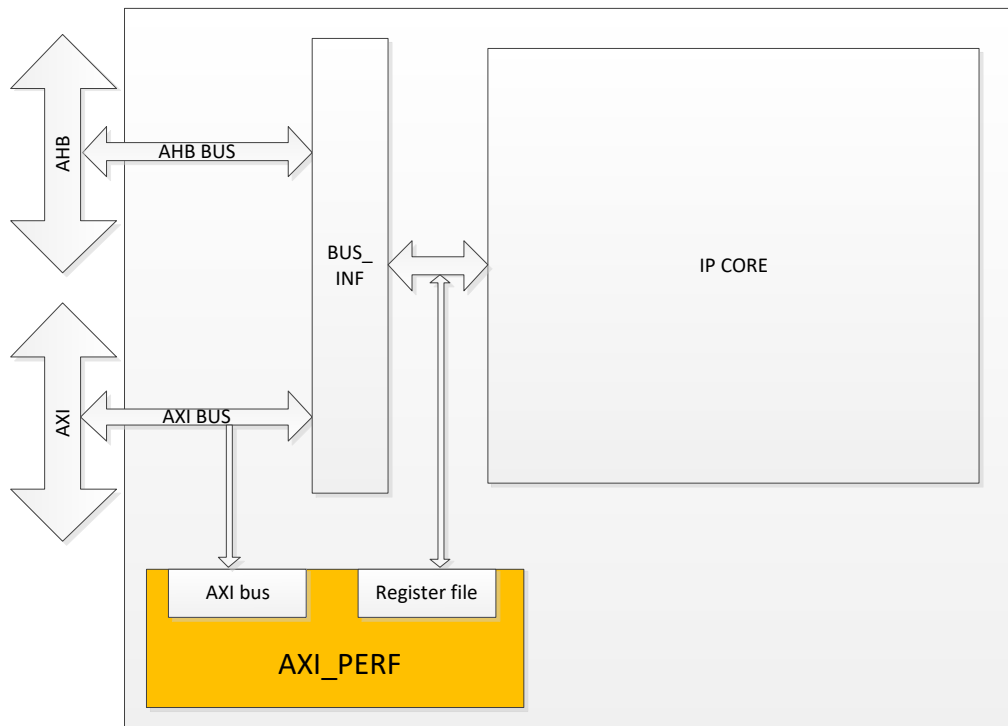 AHB
AHB BUS
BUS_
INF
IP CORE
AXI
AXI BUS
AXI bus
Register file
AXI_PERF